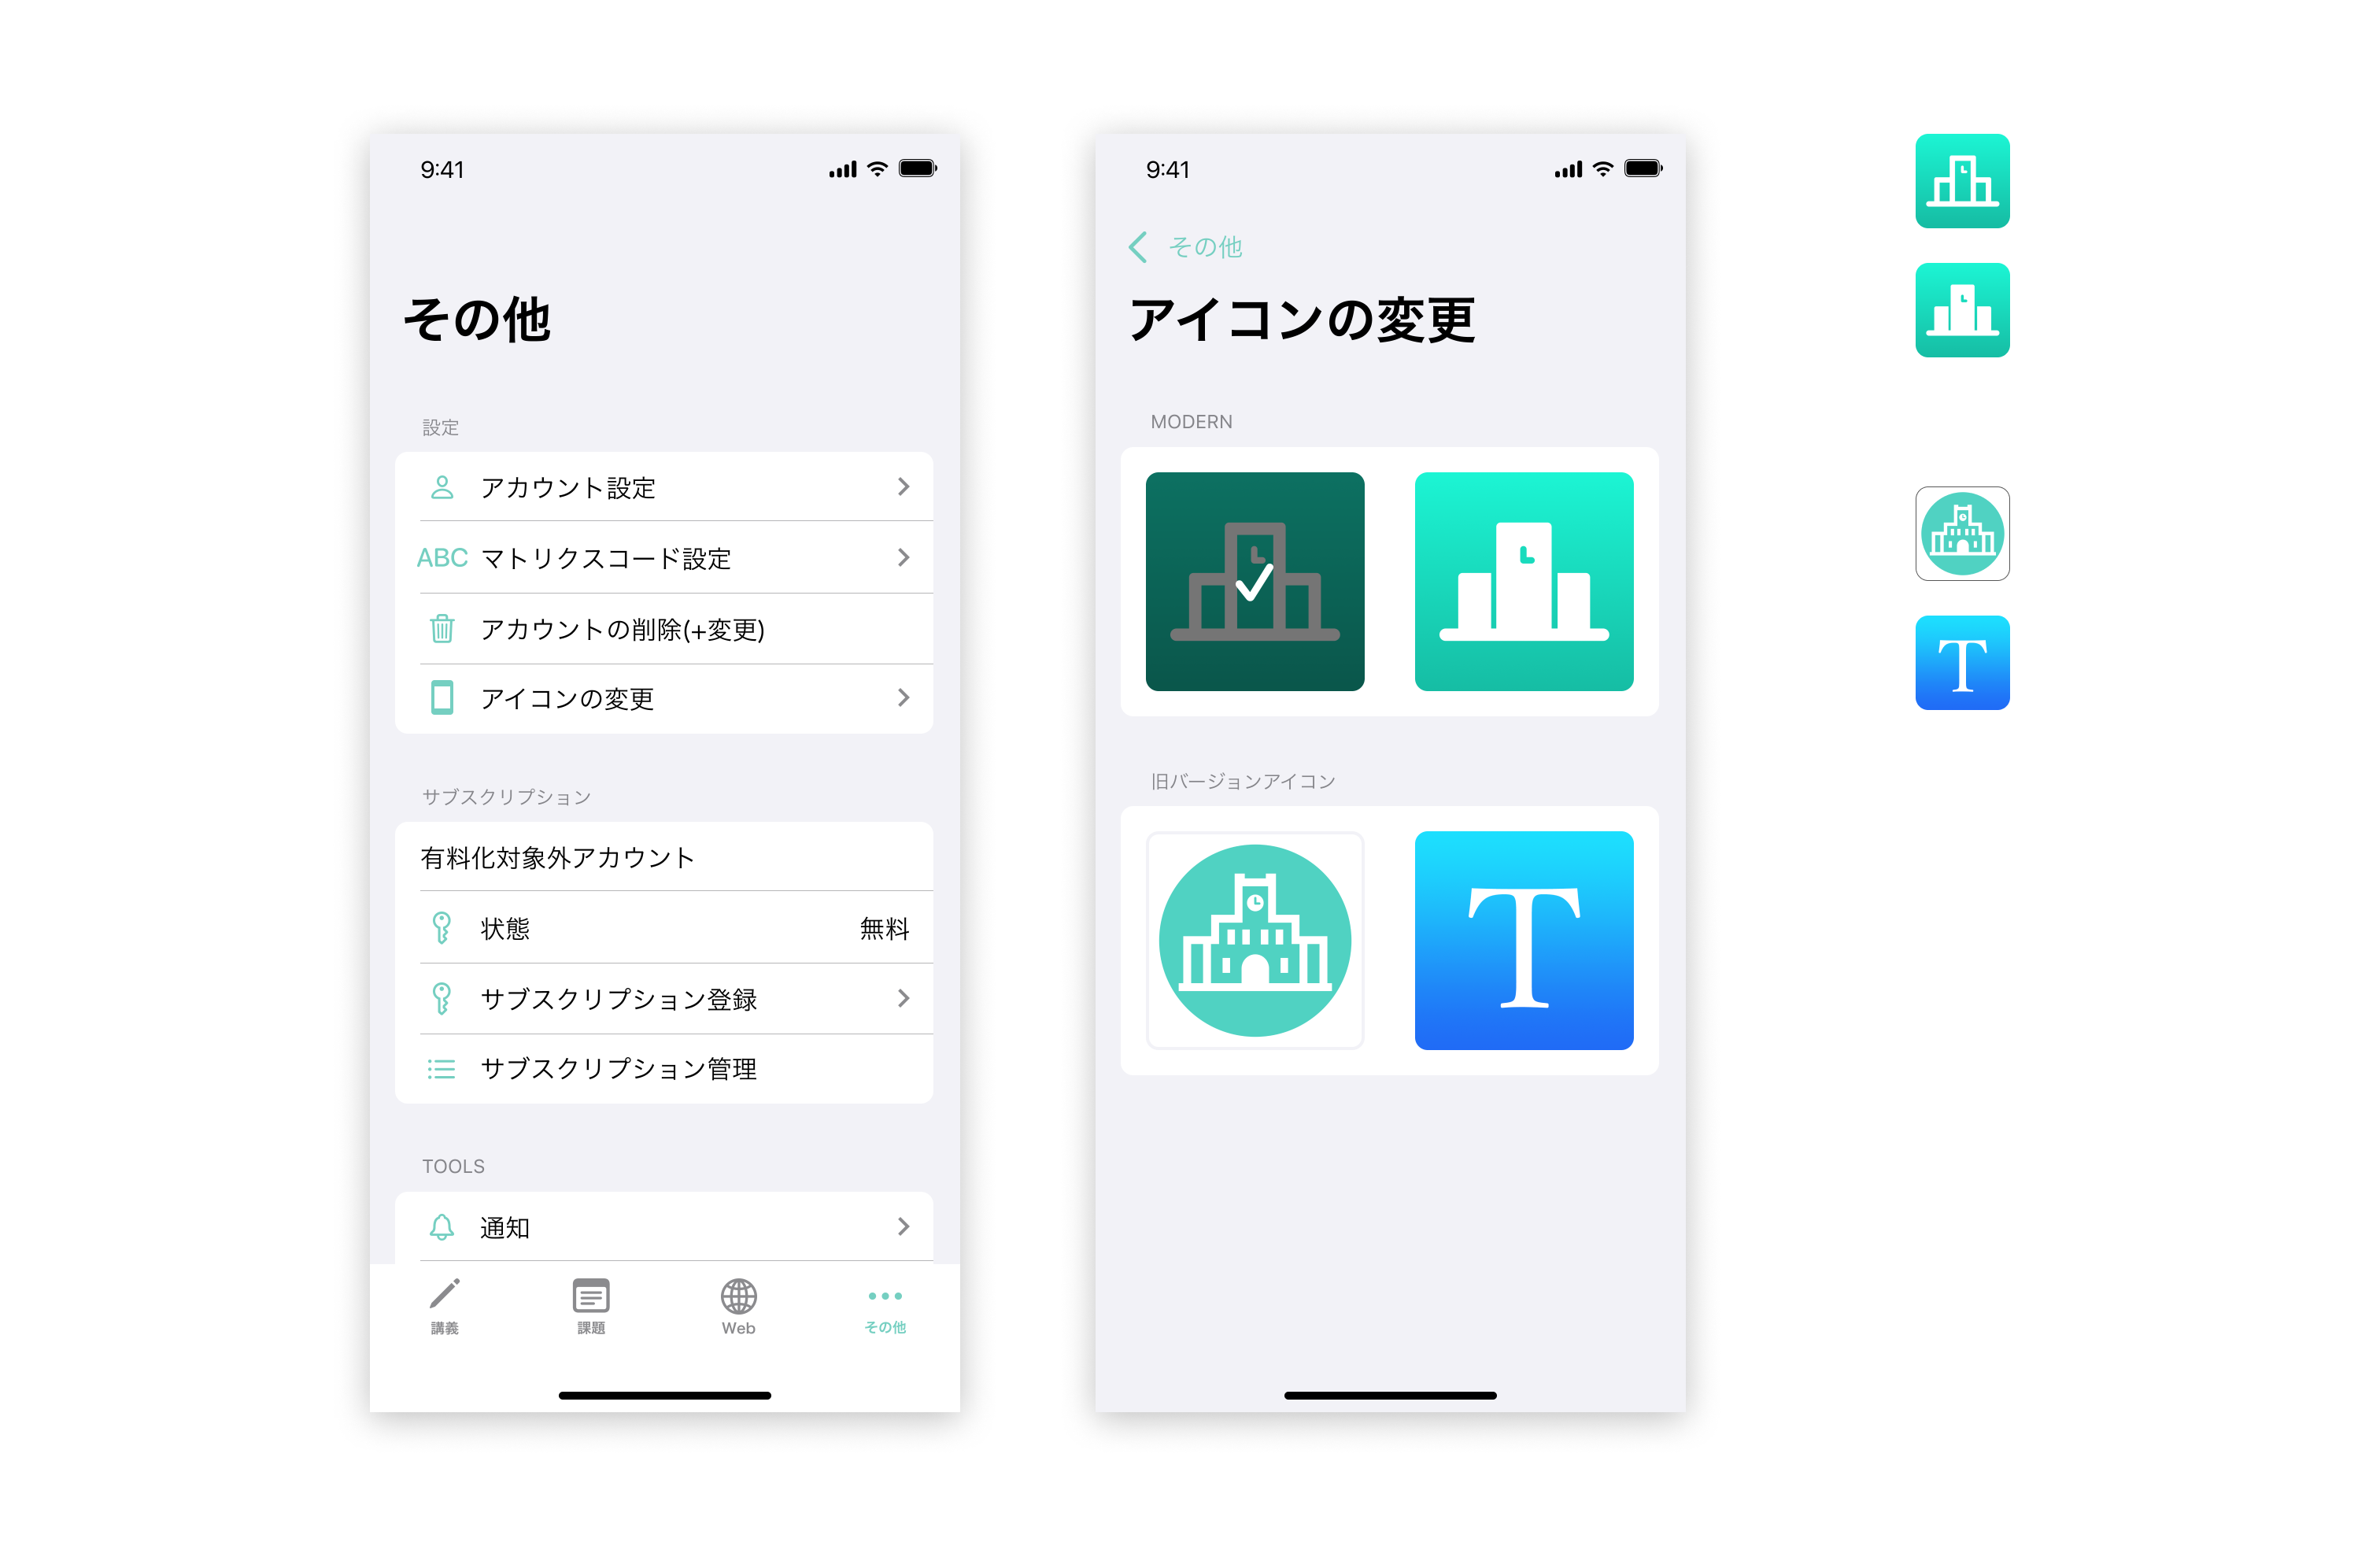 9:41
その他
設定
アカウント設定
ABC マトリクスコード設定
アカウントの削除(+変更)
アイコンの変更
サブスクリプション
有料化対象外アカウント
状態 無料
サブスクリプション登録
サブスクリプション管理
TOOLS
通知
講義 課題 Web その他
9:41
その他
アイコンの変更
MODERN
旧バージョンアイコン
T
T